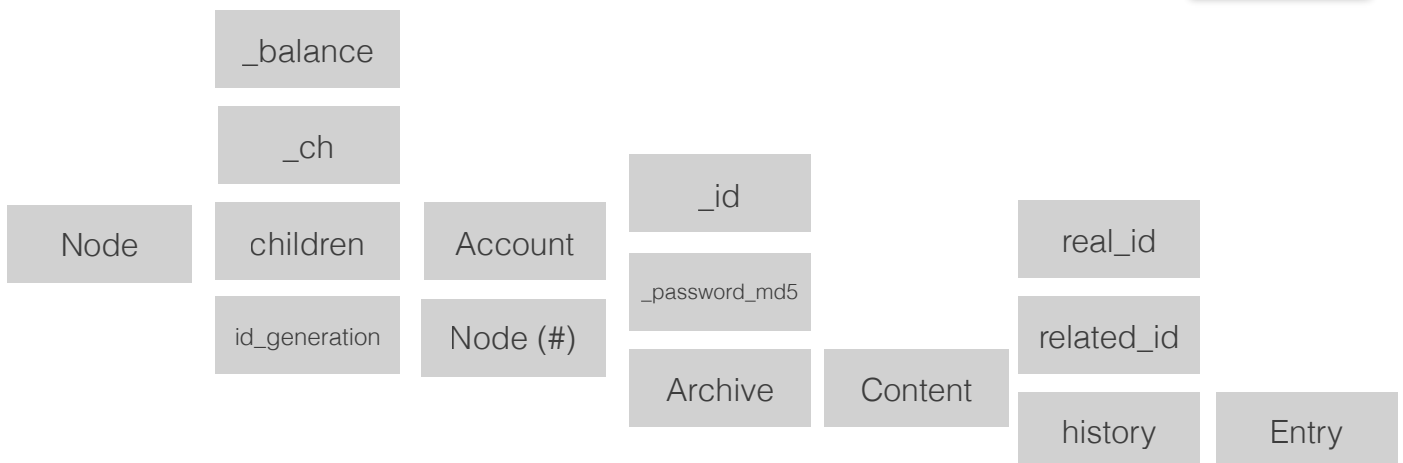 _balance
_ch
Node
children
id_generation
Account
Node (#)
_id
_password_md5
Archive
Content
real_id
related_id
history
Entry